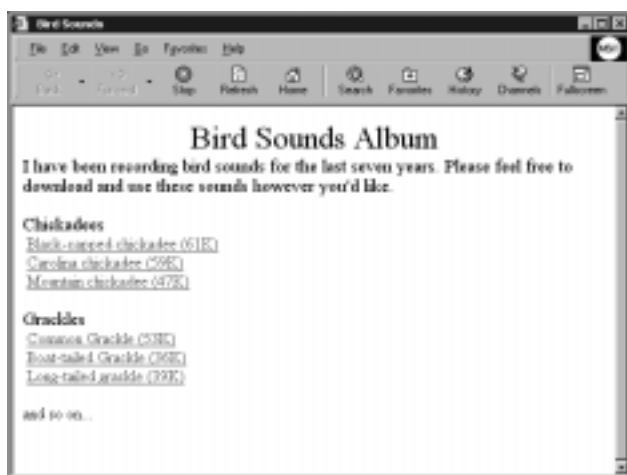 Bird Sounds
File Edit View Go Favorites Help
Back Forward Stop Refresh Home Search Favorites History Channels Fullscreen
Bird Sounds Album
I have been recording bird sounds for the last seven years. Please feel free to
download and use these sounds however you'd like.
Chickadees
Black-capped chickadee (61K)
Carolina chickadee (59K)
Mountain chickadee (47K)
Grackles
Common Grackle (53K)
Boat-tailed Grackle (36K)
Long-tailed grackle (39K)
and so on...